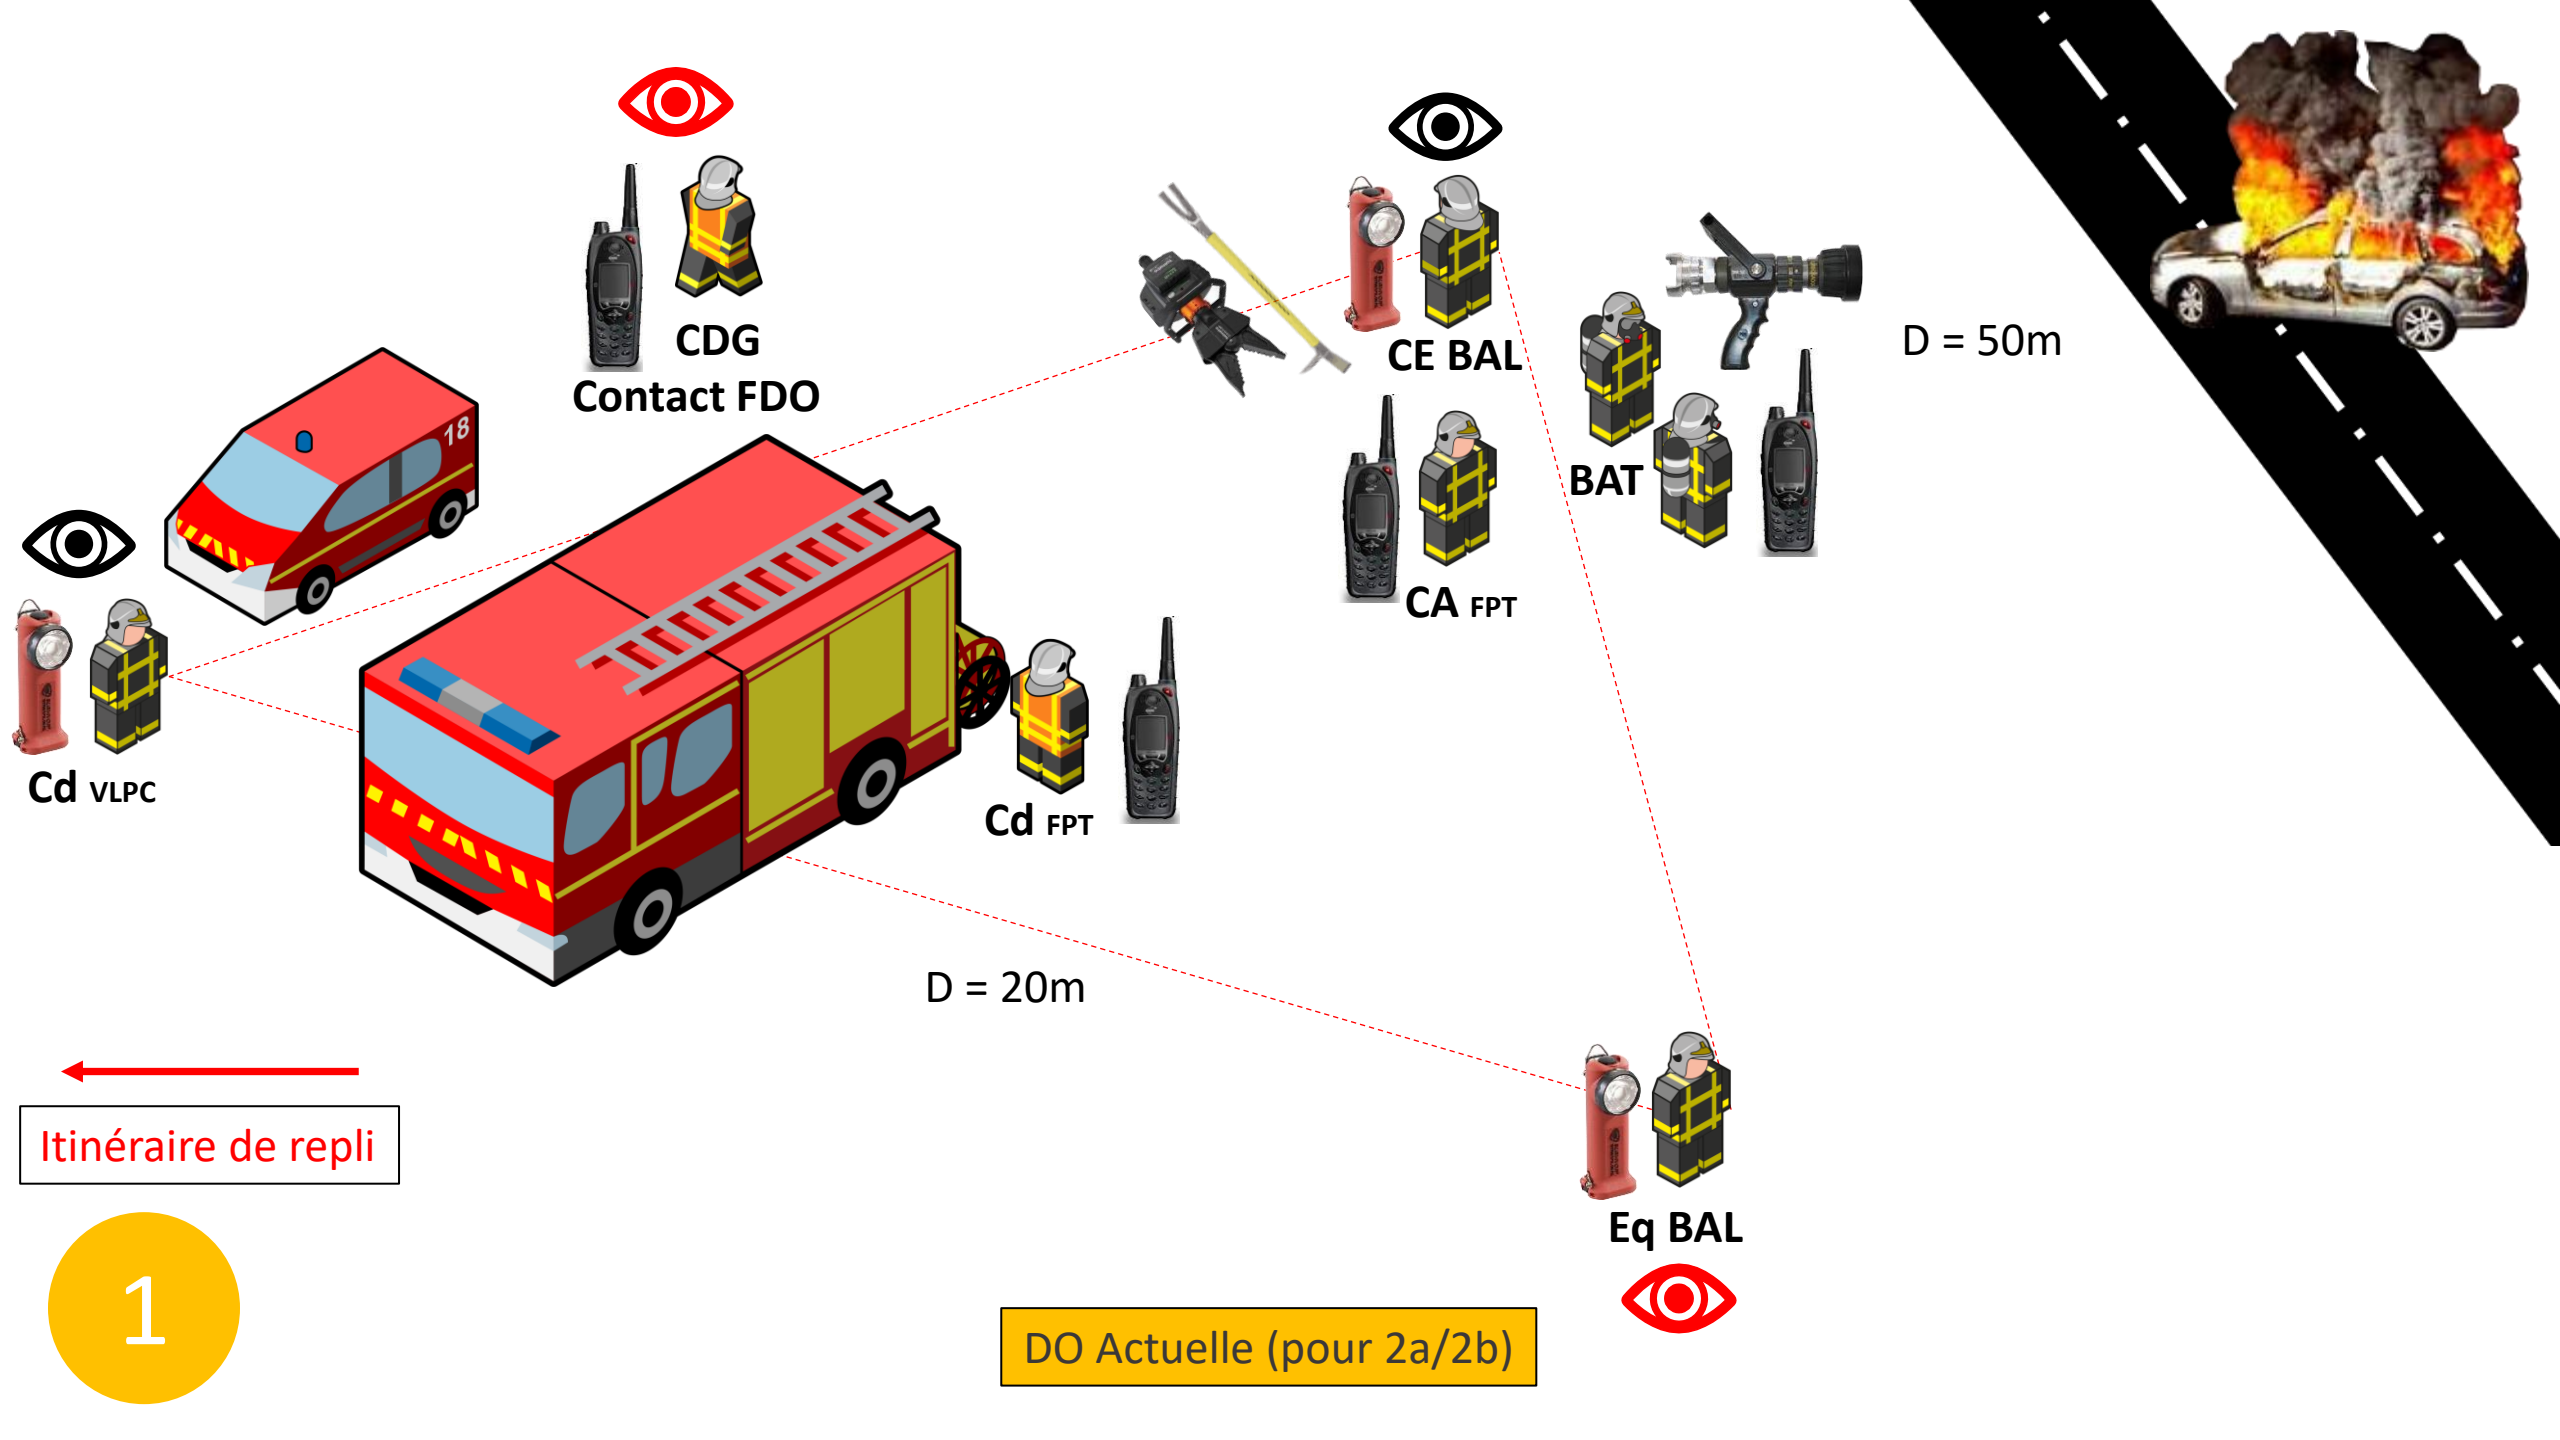 CDG
Contact FDO
CE BAL
D = 50m
18
BAT
CA FPT
Cd VLPC
Cd FPT
D = 20m
Itinéraire de repli
Eq BAL
1
DO Actuelle (pour 2a/2b)